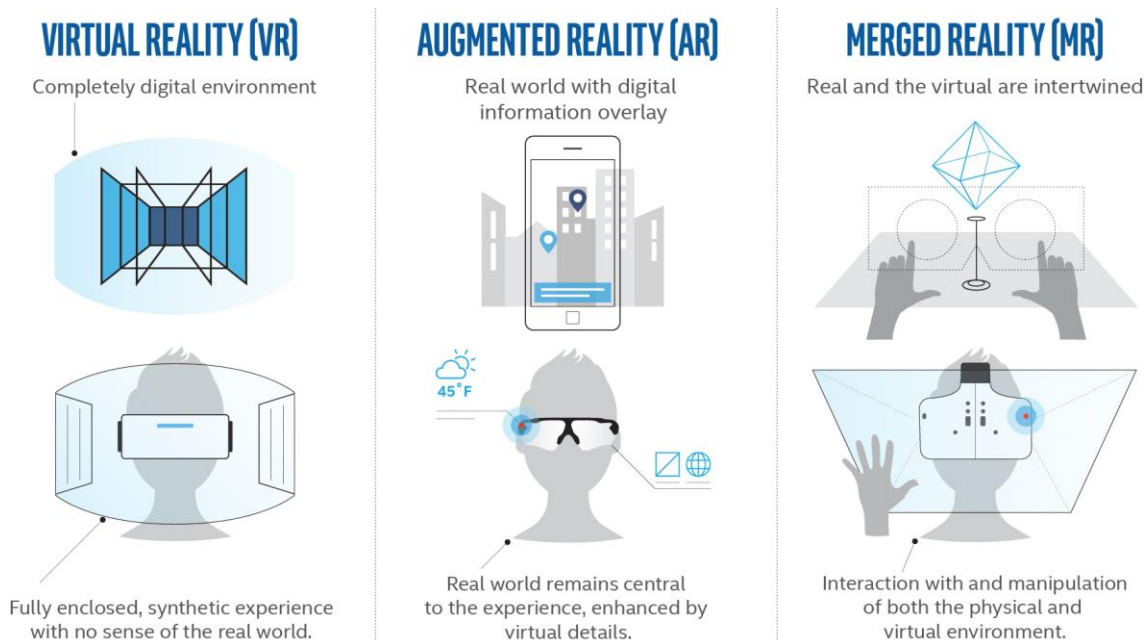 VIRTUAL REALITY (VR)
Completely digital environment
Fully enclosed, synthetic experience
with no sense of the real world.
AUGMENTED REALITY (AR)
Real world with digital
information overlay
45°F
Real world remains central
to the experience, enhanced by
virtual details.
MERGED REALITY (MR)
Real and the virtual are intertwined
Interaction with and manipulation
of both the physical and
virtual environment.